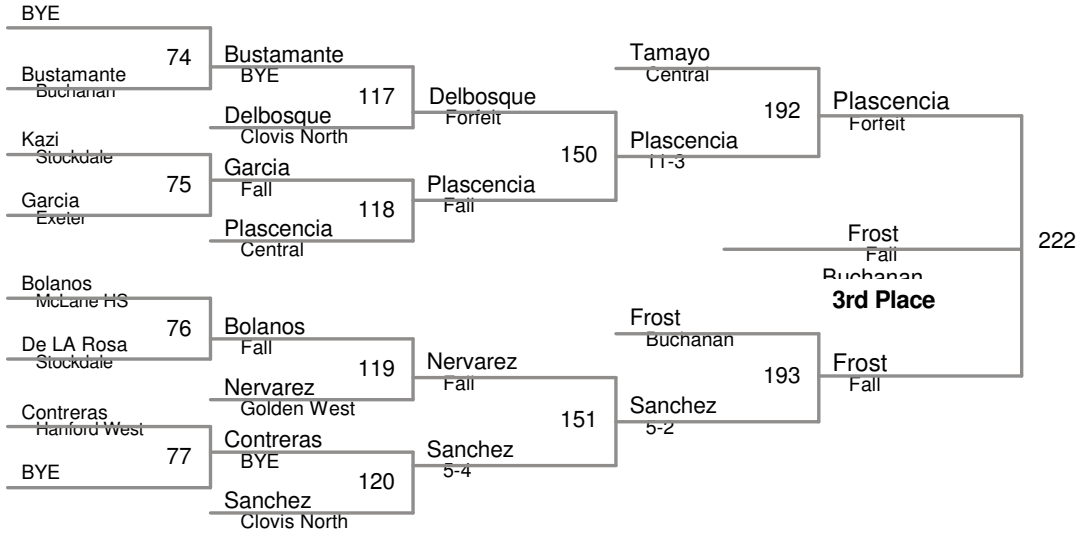 BYE
74
Bustamante
Buchanan
Bustamante
BYE
117
Delbosque
Clovis North
Kazi
Stockdale
75
Garcia
Exeter
Garcia
Fall
118
Plascencia
Central
Delbosque
Forfeit
150
Plascencia
Fall
Tamayo
Central
192
Plascencia
11-3
Plascencia
Forfeit
222
Frost
Fall
Buchanan
3rd Place
Bolanos
McLane HS
76
De LA Rosa
Stockdale
Bolanos
Fall
119
Nervarez
Golden West
Contreras
Hanford West
77
BYE
Contreras
BYE
120
Sanchez
Clovis North
Nervarez
Fall
151
Sanchez
5-4
Frost
Buchanan
193
Sanchez
5-2
Frost
Fall